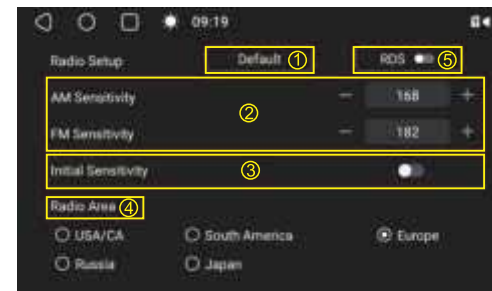 09:19
Radio Setup Default ① RDS ⑤
AM Sensitivity − 168 +
②
FM Sensitivity − 182 +
Initial Sensitivity ③
Radio Area ④
USA/CA South America Europe
Russia Japan